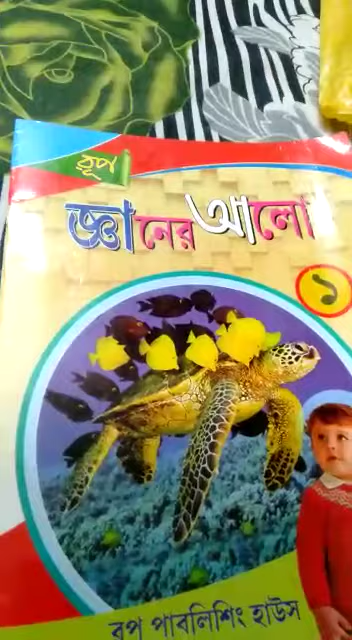 রূপ
জ্ঞানের আলো
১
রূপ পাবলিশিং হাউস